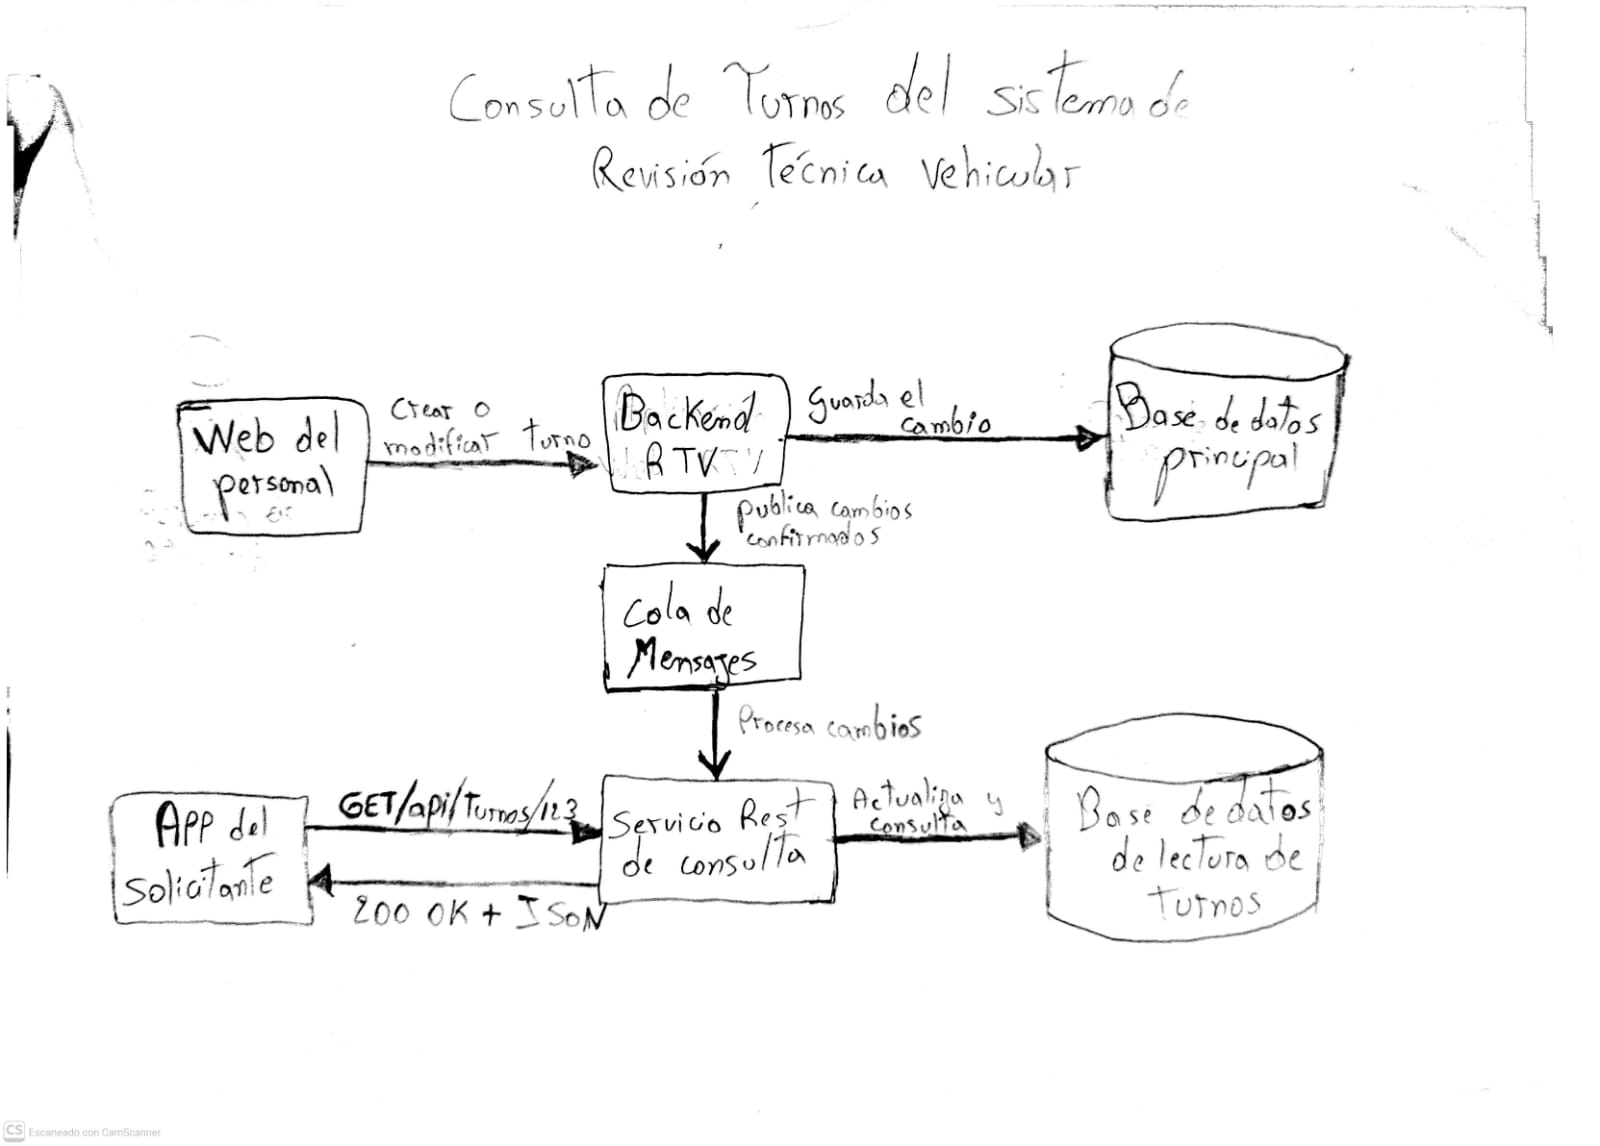 Consulta de Turnos del sistema de
Revisión Técnica Vehicular
Web del
personal
Crear o
modificar turno
Backend
RTV
Guarda el
cambio
Base de datos
principal
publica cambios
confirmados
Cola de
Mensajes
Procesa cambios
APP del
Solicitante
GET/api/Turnos/123
200 OK + JSON
Servicio Rest
de consulta
Actualiza y
consulta
Base de datos
de lectura de
Turnos
CS Escaneado con CamScanner